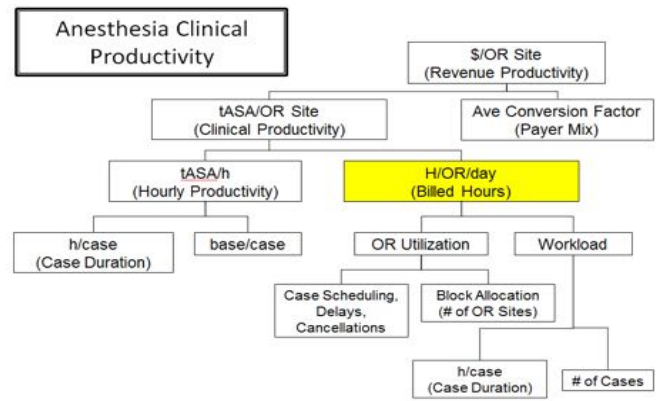 Anesthesia Clinical
Productivity
$/OR Site
(Revenue Productivity)
tASA/OR Site
(Clinical Productivity)
Ave Conversion Factor
(Payer Mix)
tASA/h
(Hourly Productivity)
H/OR/day
(Billed Hours)
h/case
(Case Duration)
base/case
OR Utilization
Workload
Case Scheduling,
Delays,
Cancellations
Block Allocation
(# of OR Sites)
h/case
(Case Duration)
# of Cases